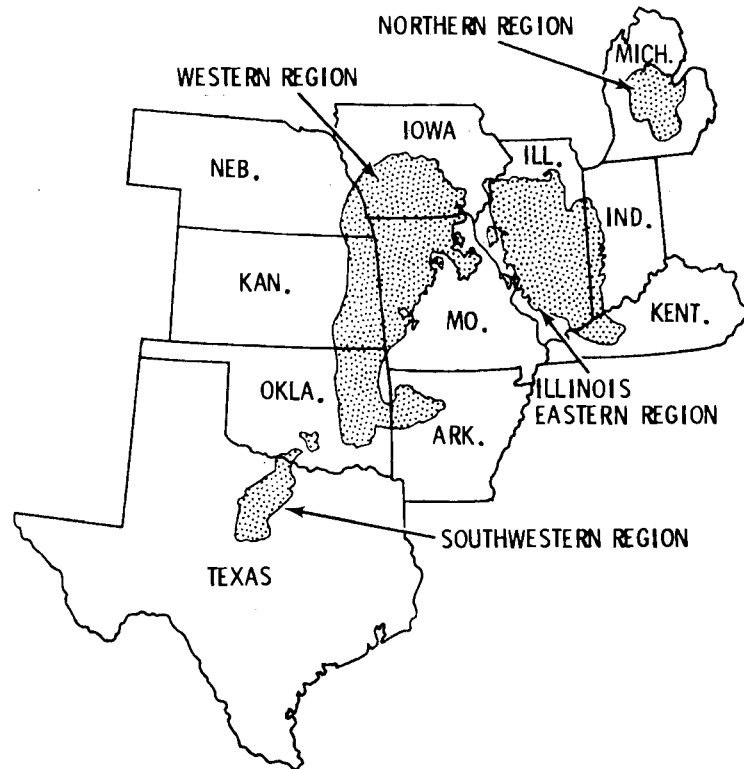 NORTHERN REGION
MICH.
WESTERN REGION
IOWA
ILL.
NEB.
IND.
KAN.
MO.
KENT.
OKLA.
ILLINOIS
EASTERN REGION
ARK.
SOUTHWESTERN REGION
TEXAS